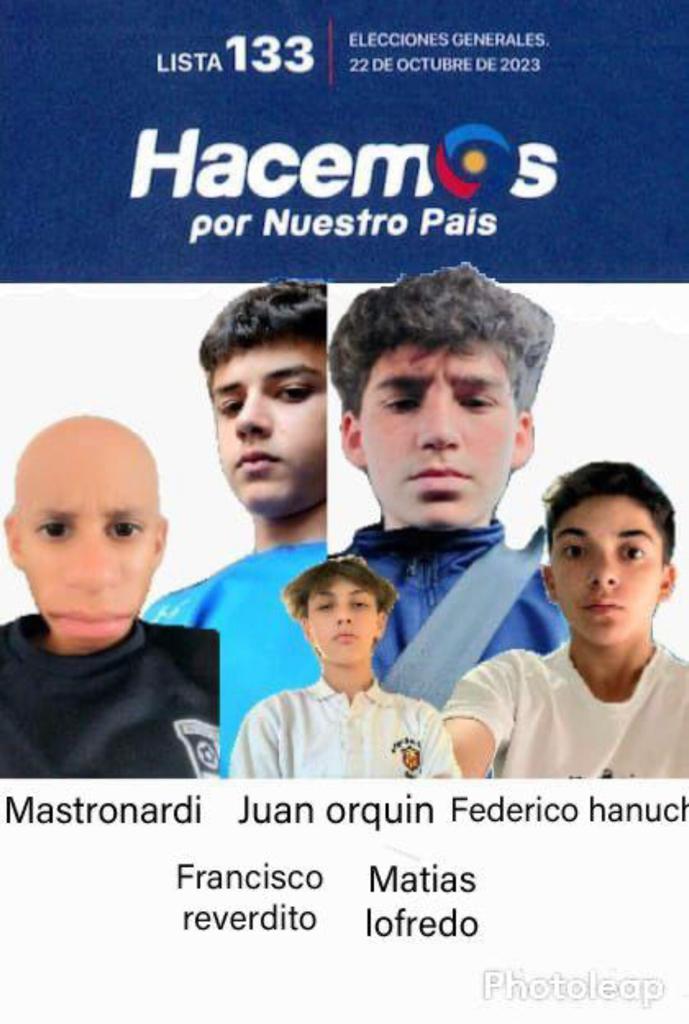 LISTA 133
ELECCIONES GENERALES.
22 DE OCTUBRE DE 2023
Hacemos
por Nuestro País
Mastronardi
Juan orquin
Federico hanuch
Francisco
reverdito
Matias
lofredo
Photoleap